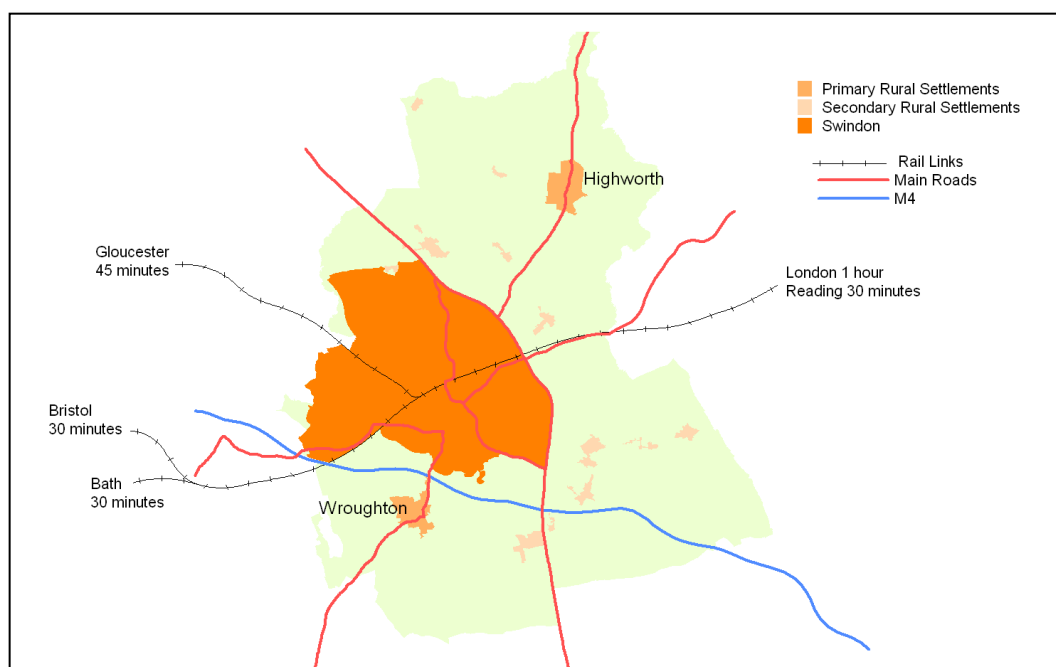 Primary Rural Settlements
Secondary Rural Settlements
Swindon
Rail Links
Main Roads
M4
Highworth
Gloucester
45 minutes
London 1 hour
Reading 30 minutes
Bristol
30 minutes
Bath
30 minutes
Wroughton